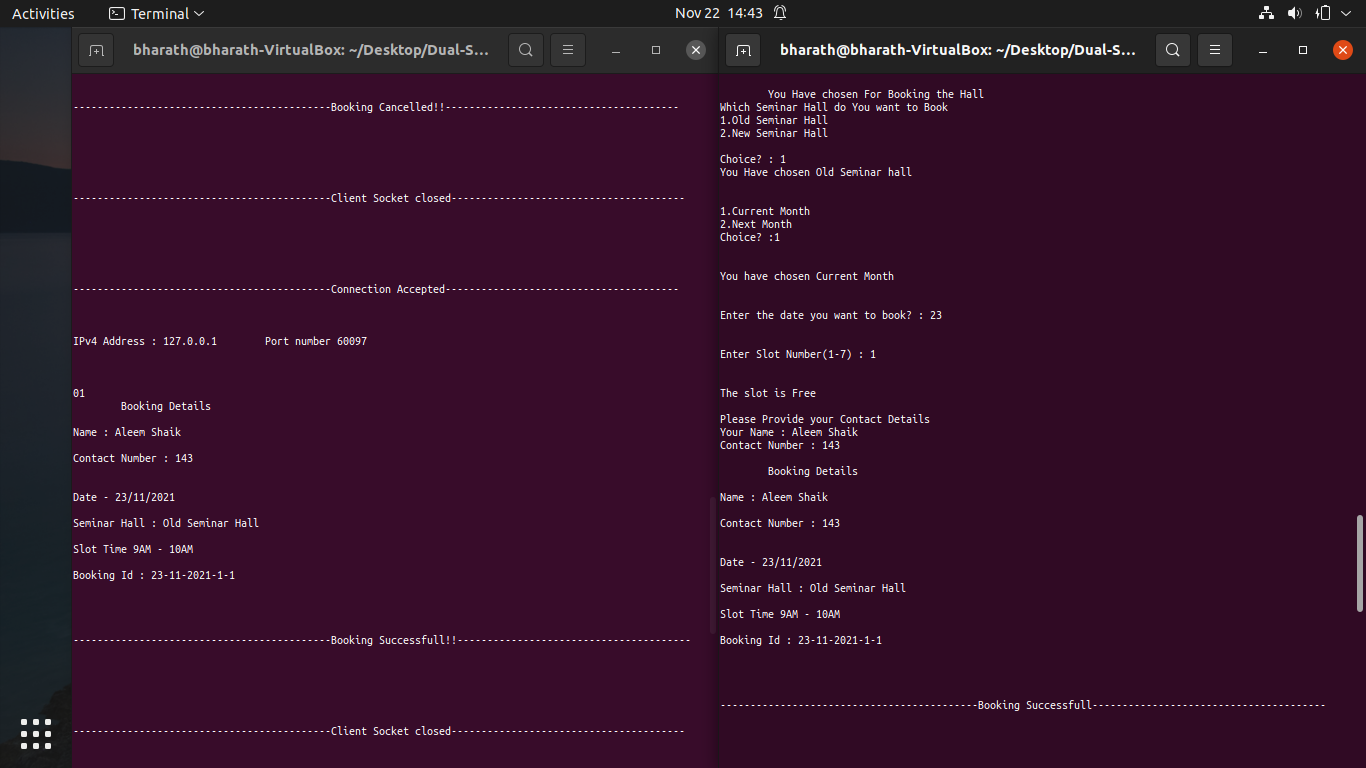 Activities Terminal Nov 22 14:43
bharath@bharath-VirtualBox: ~/Desktop/Dual-S...
-------------------------------------------Booking Cancelled!!---------------------------------------
-------------------------------------------Client Socket closed---------------------------------------
-------------------------------------------Connection Accepted---------------------------------------
IPv4 Address : 127.0.0.1 Port number 60097
01
Booking Details
Name : Aleem Shaik
Contact Number : 143
Date - 23/11/2021
Seminar Hall : Old Seminar Hall
Slot Time 9AM - 10AM
Booking Id : 23-11-2021-1-1
-------------------------------------------Booking Successfull!!---------------------------------------
-------------------------------------------Client Socket closed---------------------------------------
bharath@bharath-VirtualBox: ~/Desktop/Dual-S...
You Have chosen For Booking the Hall
Which Seminar Hall do You want to Book
1.Old Seminar Hall
2.New Seminar Hall
Choice? : 1
You Have chosen Old Seminar hall
1.Current Month
2.Next Month
Choice? :1
You have chosen Current Month
Enter the date you want to book? : 23
Enter Slot Number(1-7) : 1
The slot is Free
Please Provide your Contact Details
Your Name : Aleem Shaik
Contact Number : 143
Booking Details
Name : Aleem Shaik
Contact Number : 143
Date - 23/11/2021
Seminar Hall : Old Seminar Hall
Slot Time 9AM - 10AM
Booking Id : 23-11-2021-1-1
-------------------------------------------Booking Successfull---------------------------------------